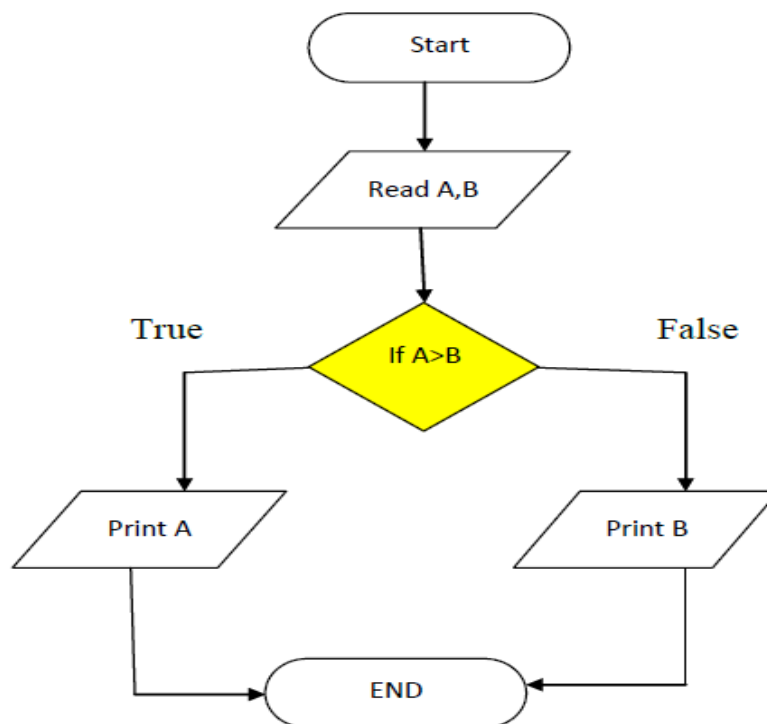 Start
Read A,B
True
False
If A>B
Print A
Print B
END